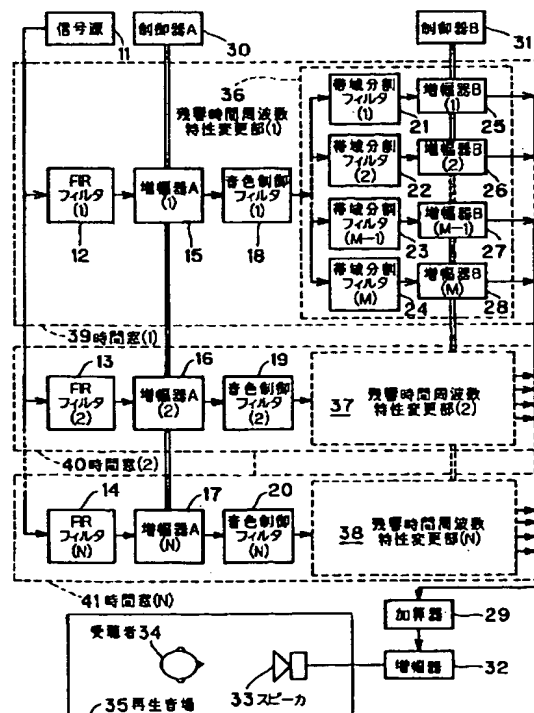 信号源
11
制御器A
30
制御器B
31
36
残響時間周波数
特性変更部(1)
帯域分割
フィルタ
(1)
21
増幅器B
(1)
25
帯域分割
フィルタ
(2)
22
増幅器B
(2)
26
FIR
フィルタ
(1)
12
増幅器A
(1)
15
音色制御
フィルタ
(1)
18
帯域分割
フィルタ
(M-1)
23
増幅器B
(M-1)
27
帯域分割
フィルタ
(M)
24
増幅器B
(M)
28
39時間窓(1)
13
FIR
フィルタ
(2)
16
増幅器A
(2)
19
音色制御
フィルタ
(2)
残響時間周波数
37 特性変更部(2)
40時間窓(2)
14
FIR
フィルタ
(N)
17
増幅器A
(N)
20
音色制御
フィルタ
(N)
残響時間周波数
38 特性変更部(N)
41時間窓(N)
加算器
29
受聴者34
増幅器
32
33スピーカ
35再生音場